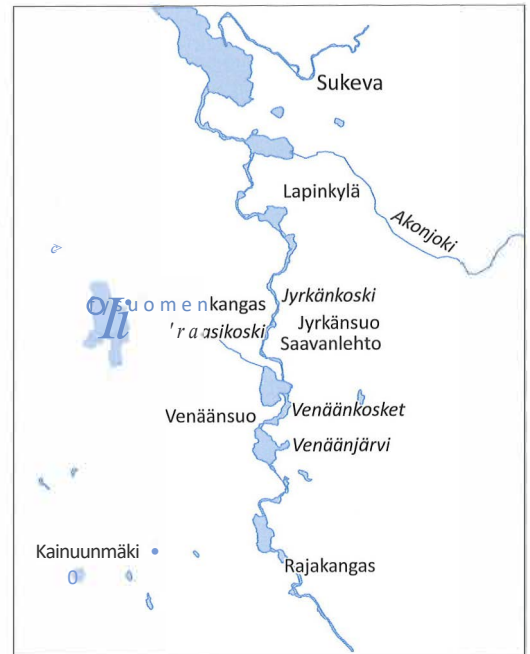 Sukeva
Lapinkylä
Akonjoki
kangas
Jyrkänkoski
Jyrkänsuo
Saavanlehto
Venäänkosket
Venäänsuo
Venäänjärvi
Kainuunmäki
Rajakangas